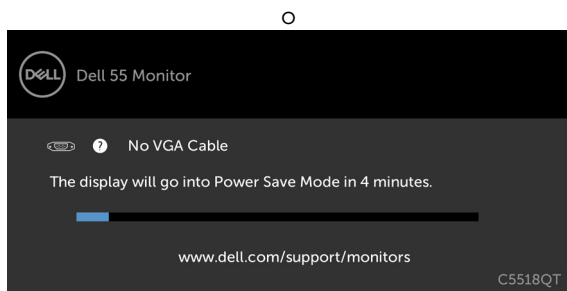 O
DELL
Dell 55 Monitor
? No VGA Cable
The display will go into Power Save Mode in 4 minutes.
www.dell.com/support/monitors
C5518QT